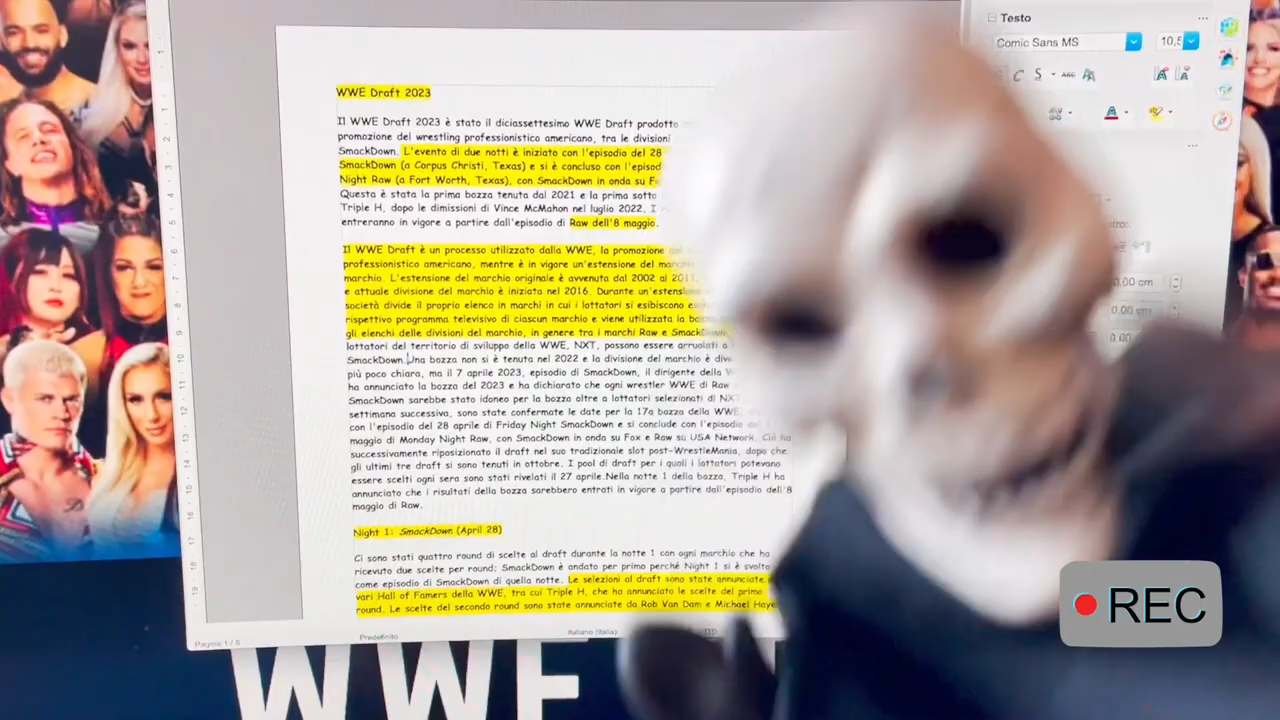 Testo
Comic Sans MS
10,5
WWE Draft 2023
Il WWE Draft 2023 è stato il diciassettesimo WWE Draft prodotto
promozione del wrestling professionistico americano, tra le divisioni
SmackDown. L'evento di due notti è iniziato con l'episodio del 28
SmackDown (a Corpus Christi, Texas) e si è concluso con l'episod
Night Raw (a Fort Worth, Texas), con SmackDown in onda su F
Questa è stata la prima bozza tenuta dal 2021 e la prima sotto
Triple H, dopo le dimissioni di Vince McMahon nel luglio 2022. I
entreranno in vigore a partire dall'episodio di Raw dell'8 maggio.
Il WWE Draft è un processo utilizzato dalla WWE, la promozione del
professionistico americano, mentre è in vigore un'estensione del
marchio. L'estensione del marchio originale è avvenuta dal 2002 al 2011,
e attuale divisione del marchio è iniziata nel 2016. Durante un'estens
società divide il proprio elenco in marchi in cui i lottatori si esibiscono
rispettivo programma televisivo di ciascun marchio e viene utilizzata la
gli elenchi delle divisioni del marchio, in genere tra i marchi Raw e SmackDown
lottatori del territorio di sviluppo della WWE, NXT, possono essere arruolati a
SmackDown.Una bozza non si è tenuta nel 2022 e la divisione del marchio è dive
più poco chiara, ma il 7 aprile 2023, episodio di SmackDown, il dirigente della W
ha annunciato la bozza del 2023 e ha dichiarato che ogni wrestler WWE di Raw
SmackDown sarebbe stato idoneo per la bozza oltre a lottatori selezionati di NX
settimana successiva, sono state confermate le date per la 17a bozza della WWE,
con l'episodio del 28 aprile di Friday Night SmackDown e si conclude con l'episodio
maggio di Monday Night Raw, con SmackDown in onda su Fox e Raw su USA Network. Ciò ha
successivamente riposizionato il draft nel suo tradizionale slot post-WrestleMania, dopo che
gli ultimi tre draft si sono tenuti in ottobre. I pool di draft per i quali i lottatori potevano
essere scelti ogni sera sono stati rivelati il 27 aprile.Nella notte 1 della bozza, Triple H ha
annunciato che i risultati della bozza sarebbero entrati in vigore a partire dall'episodio dell'8
maggio di Raw.
Night 1: SmackDown (April 28)
Ci sono stati quattro round di scelte al draft durante la notte 1 con ogni marchio che ha
ricevuto due scelte per round; SmackDown è andato per primo perché Night 1 si è svolto
come episodio di SmackDown di quella notte. Le selezioni al draft sono state annunciate
vari Hall of Famers della WWE, tra cui Triple H, che ha annunciato le scelte del primo
round. Le scelte del secondo round sono state annunciate da Rob Van Dam e Michael Haye
Pagina 1 / 8
Predefinito
Italiano (Italia)
0,00 cm
0,00 cm
REC
WWE